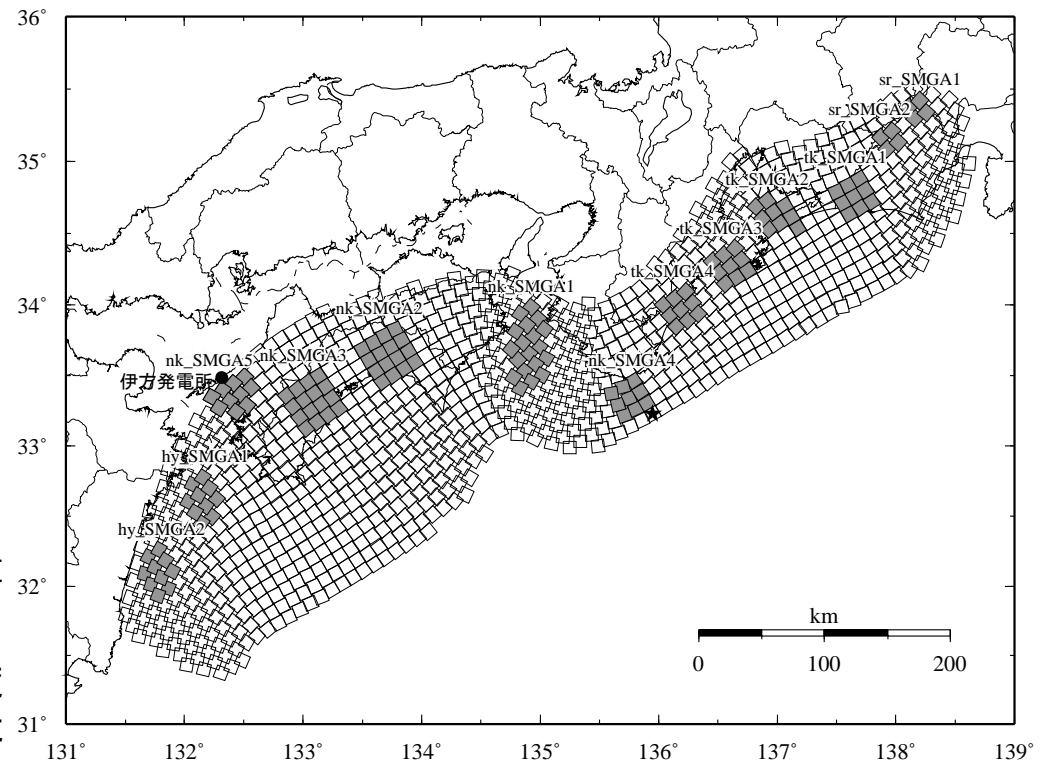 36°
sr_SMGA1
sr_SMGA2
35°
tk_SMGA1
tk_SMGA2
tk_SMGA3
tk_SMGA4
34°
nk_SMGA1
nk_SMGA2
nk_SMGA5
nk_SMGA3
nk_SMGA4
伊方発電所
33°
hy_SMGA1
hy_SMGA2
32°
km
0 100 200
31°
131° 132° 133° 134° 135° 136° 137° 138° 139°